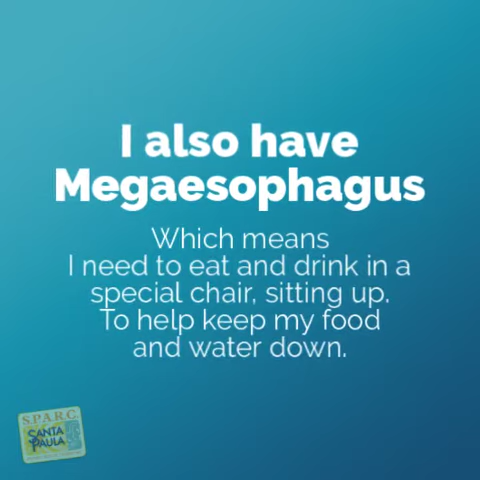 I also have
Megaesophagus
Which means
I need to eat and drink in a
special chair, sitting up.
To help keep my food
and water down.
S.P.A.R.C.
SANTA
PAULA